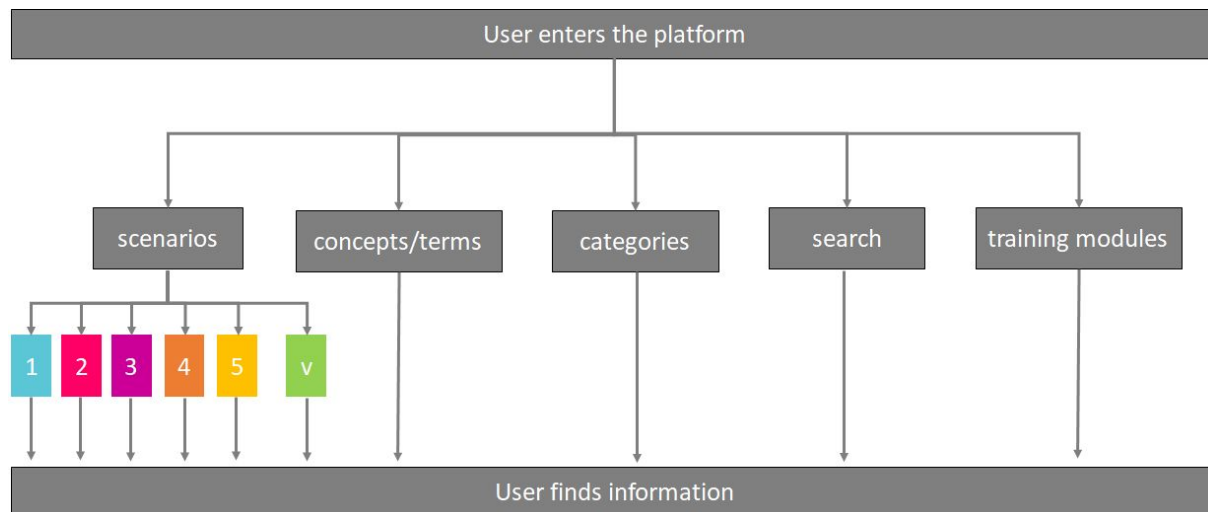 User enters the platform
scenarios
concepts/terms
categories
search
training modules
1
2
3
4
5
v
User finds information